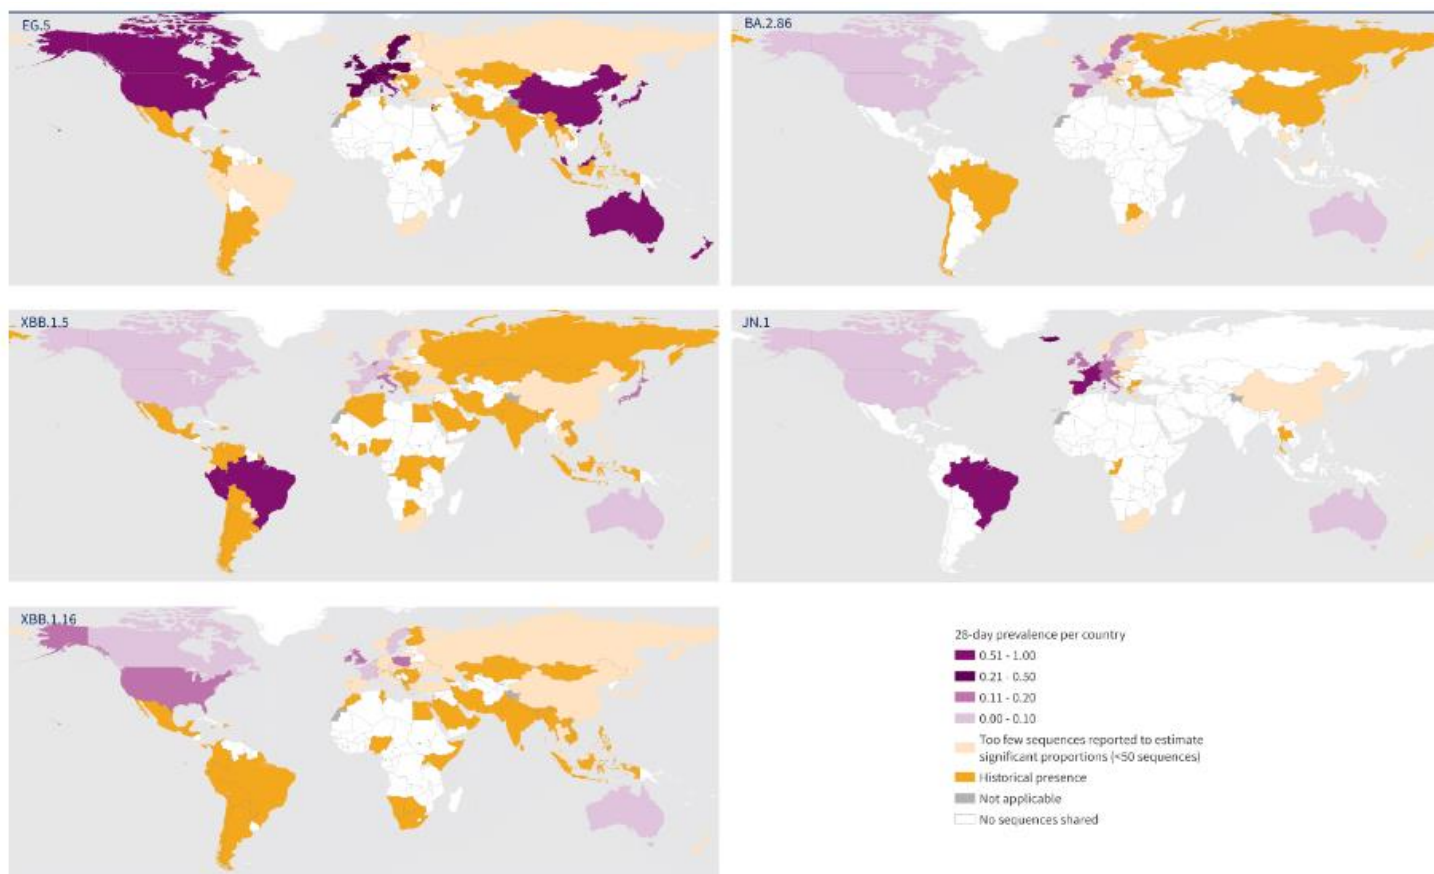 EG.5
BA.2.86
XBB.1.5
JN.1
XBB.1.16
28-day prevalence per country
0.51 - 1.00
0.21 - 0.50
0.11 - 0.20
0.00 - 0.10
Too few sequences reported to estimate
significant proportions (<50 sequences)
Historical presence
Not applicable
No sequences shared